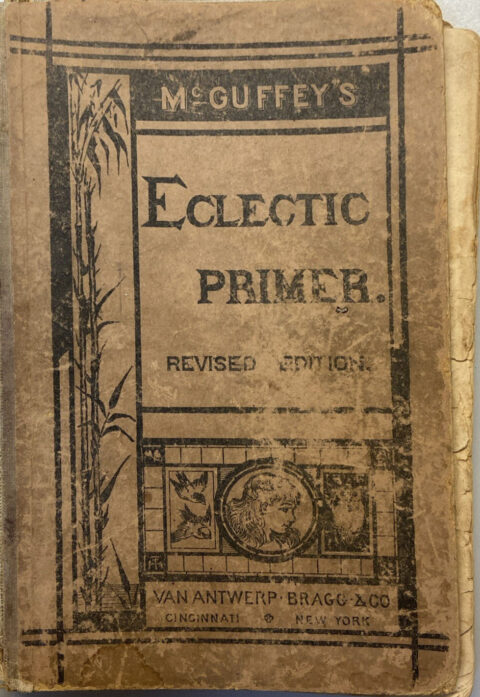 McGUFFEY'S
ECLECTIC
PRIMER.
REVISED EDITION.
VAN ANTWERP · BRAGG · & CO
CINCINNATI NEW YORK